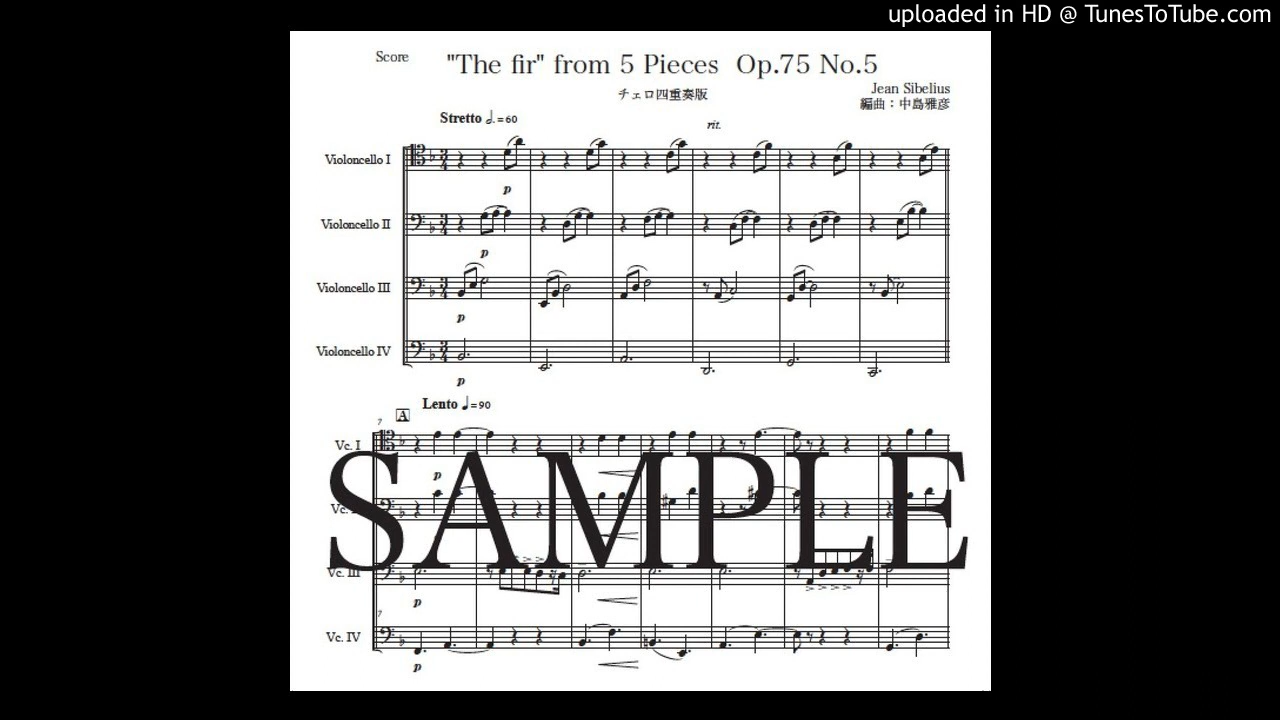 uploaded in HD @ TunesToTube.com
Score
"The fir" from 5 Pieces Op.75 No.5
チェロ四重奏版
Jean Sibelius
編曲：中島雅彦
Stretto 𝅗𝅥. = 60
rit.
Violoncello I
p
Violoncello II
p
Violoncello III
p
Violoncello IV
p
A
Lento ♩ = 90
7
Vc. I
p
SAMPLE
Vc. III
p
7
Vc. IV
p